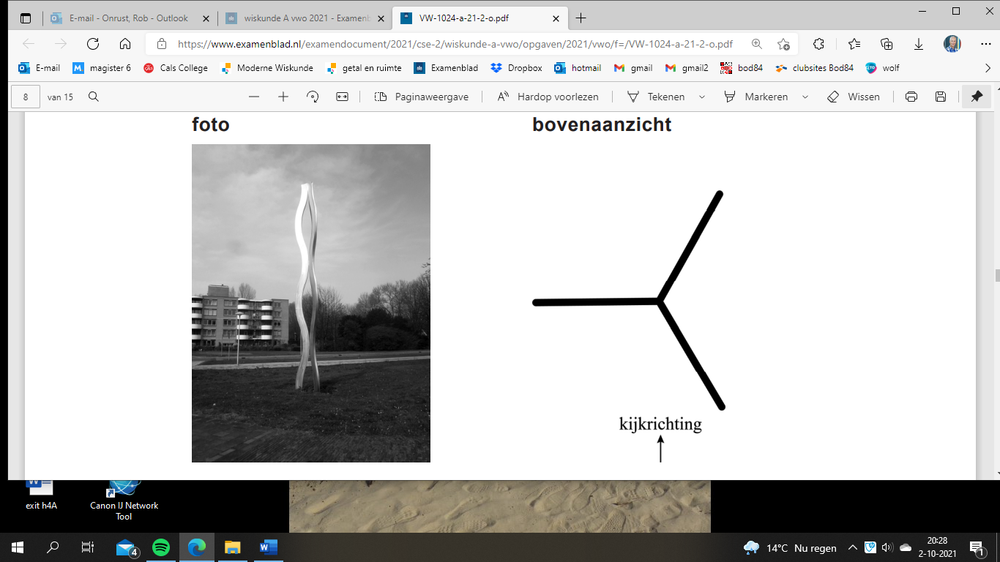 E-mail - Onrust, Rob - Outlook
wiskunde A vwo 2021 - Examenb
VW-1024-a-21-2-o.pdf
https://www.examenblad.nl/examendocument/2021/cse-2/wiskunde-a-vwo/opgaven/2021/vwo/f=/VW-1024-a-21-2-o.pdf
E-mail
magister 6
Cals College
Moderne Wiskunde
getal en ruimte
Examenblad
Dropbox
hotmail
gmail
gmail2
bod84
clubsites Bod84
wolf
8 van 15
Paginaweergave
Hardop voorlezen
Tekenen
Markeren
Wissen
foto
bovenaanzicht
kijkrichting
exit h4A
Canon IJ Network
Tool
4
14°C Nu regen
20:28
2-10-2021
1